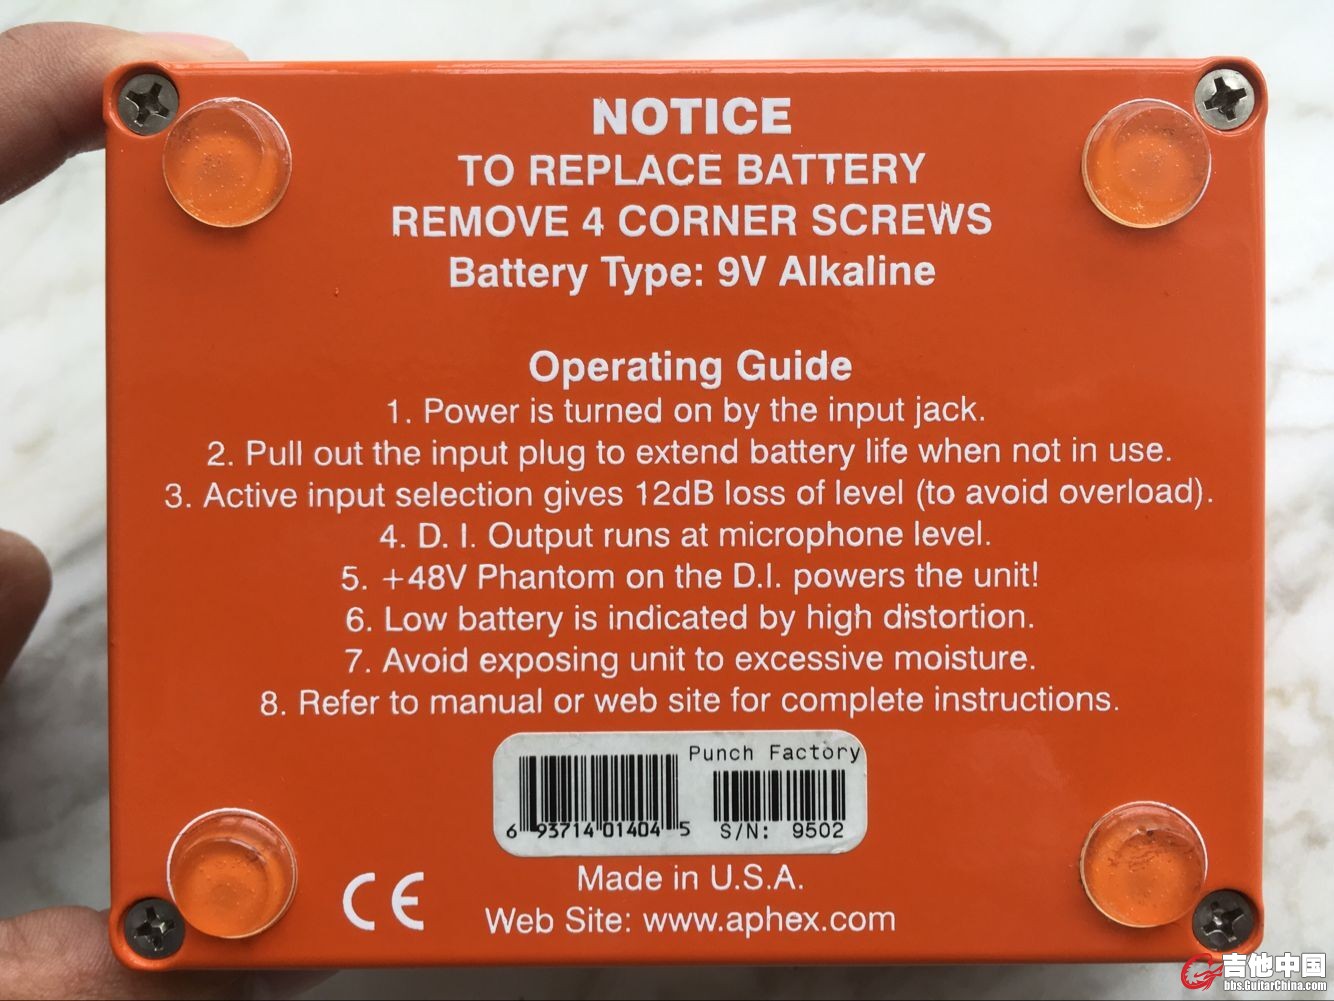 NOTICE
TO REPLACE BATTERY
REMOVE 4 CORNER SCREWS
Battery Type: 9V Alkaline
Operating Guide
1. Power is turned on by the input jack.
2. Pull out the input plug to extend battery life when not in use.
3. Active input selection gives 12dB loss of level (to avoid overload).
4. D. I. Output runs at microphone level.
5. +48V Phantom on the D.I. powers the unit!
6. Low battery is indicated by high distortion.
7. Avoid exposing unit to excessive moisture.
8. Refer to manual or web site for complete instructions.
Punch Factory
6 93714 01404 5 S/N: 9502
Made in U.S.A.
CE
Web Site: www.aphex.com
吉他中国
bbs.GuitarChina.com